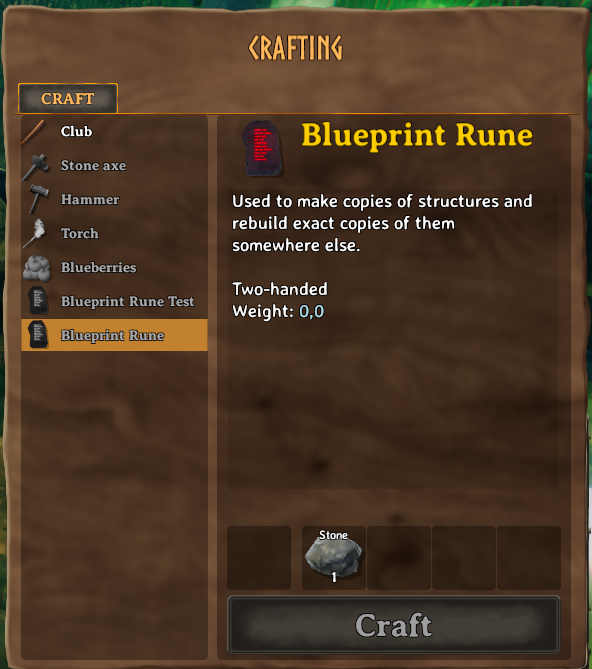 CRAFTING
CRAFT
Club
Stone axe
Hammer
Torch
Blueberries
Blueprint Rune Test
Blueprint Rune
Blueprint Rune
Used to make copies of structures and
rebuild exact copies of them
somewhere else.
Two-handed
Weight: 0,0
Stone
1
Craft